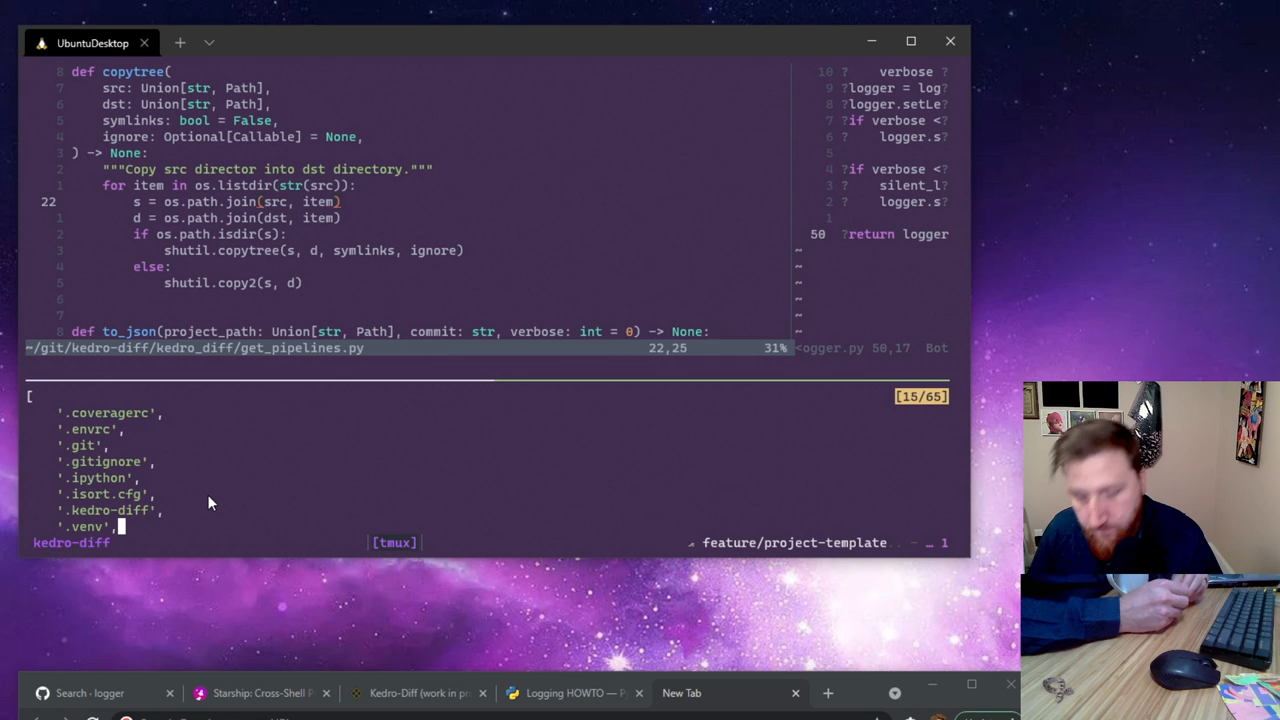 UbuntuDesktop
8 def copytree(
7 src: Union[str, Path],
6 dst: Union[str, Path],
5 symlinks: bool = False,
4 ignore: Optional[Callable] = None,
3 ) -> None:
2 """Copy src director into dst directory."""
1 for item in os.listdir(str(src)):
22 s = os.path.join(src, item)
1 d = os.path.join(dst, item)
2 if os.path.isdir(s):
3 shutil.copytree(s, d, symlinks, ignore)
4 else:
5 shutil.copy2(s, d)
6
7
8 def to_json(project_path: Union[str, Path], commit: str, verbose: int = 0) -> None:
~/git/kedro-diff/kedro_diff/get_pipelines.py 22,25 31%
10 ? verbose ?
9 ?logger = log?
8 ?logger.setLe?
7 ?if verbose <?
6 ? logger.s?
5
4 ?if verbose <?
3 ? silent_l?
2 ? logger.s?
1
50 ?return logger
~
~
~
~
~
<ogger.py 50,17 Bot
[ [15/65]
'.coveragerc',
'.envrc',
'.git',
'.gitignore',
'.ipython',
'.isort.cfg',
'.kedro-diff',
'.venv',
kedro-diff [tmux] feature/project-template.. – … 1
Search · logger
Starship: Cross-Shell P
Kedro-Diff (work in pr
Logging HOWTO — P
New Tab